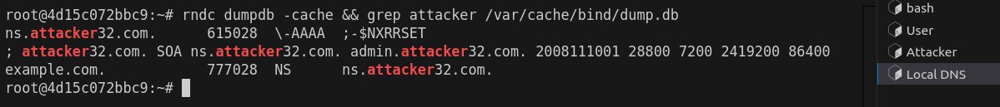 root@4d15c072bbc9:~# rndc dumpdb -cache && grep attacker /var/cache/bind/dump.db
ns.attacker32.com. 615028 \-AAAA ;-$NXRRSET
; attacker32.com. SOA ns.attacker32.com. admin.attacker32.com. 2008111001 28800 7200 2419200 86400
example.com. 777028 NS ns.attacker32.com.
root@4d15c072bbc9:~#
bash
User
Attacker
Local DNS